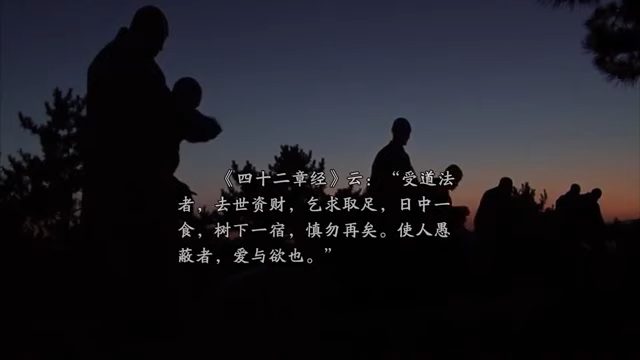 《四十二章经》云：“受道法
者，去世资财，乞求取足，日中一
食，树下一宿，慎勿再矣。使人愚
蔽者，爱与欲也。”